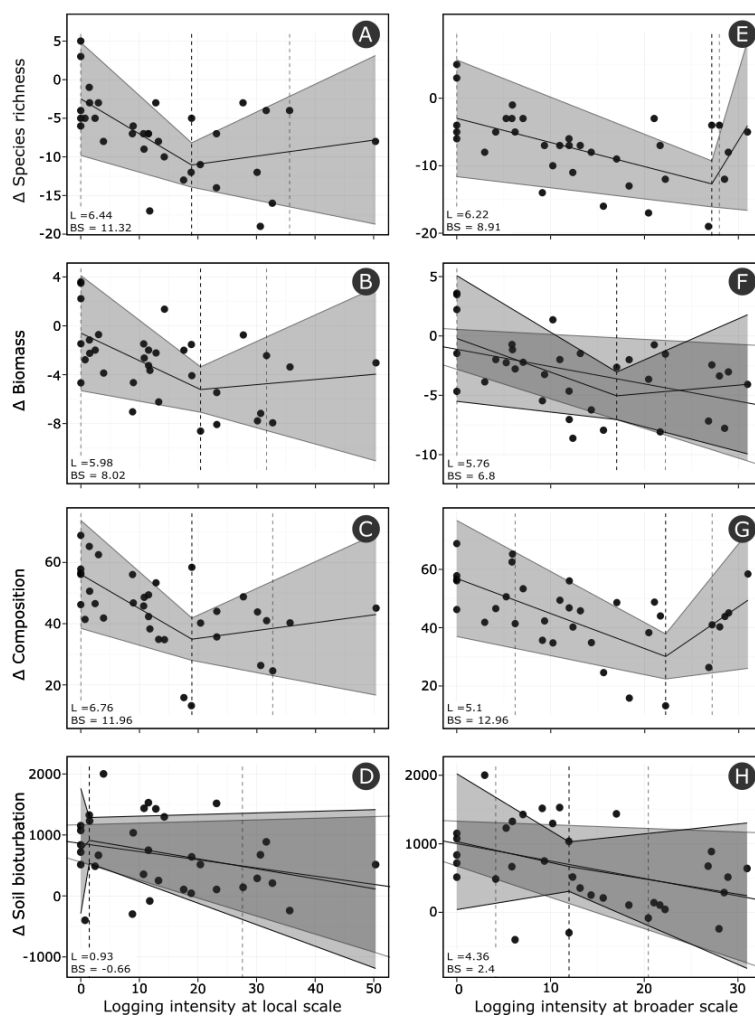 A
5
0
-5
-10
-15
-20
Δ Species richness
L =6.44
BS = 11.32
E
0
-10
-20
L =6.22
BS = 8.91
B
4
0
-4
-8
Δ Biomass
L =5.98
BS = 8.02
F
5
0
-5
-10
L =5.76
BS = 6.8
C
60
40
20
Δ Composition
L =6.76
BS = 11.96
G
80
60
40
20
L =5.1
BS = 12.96
D
2000
1000
0
-1000
Δ Soil bioturbation
L =0.93
BS = -0.66
0 10 20 30 40 50
Logging intensity at local scale
H
2000
1000
0
L =4.36
BS = 2.4
0 10 20 30
Logging intensity at broader scale